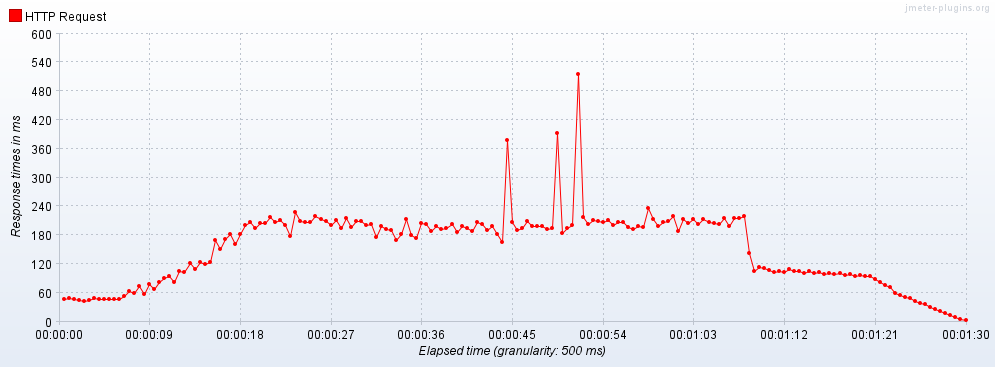 jmeter-plugins.org
HTTP Request
600
540
480
420
360
300
240
180
120
60
0
Response times in ms
00:00:00 00:00:09 00:00:18 00:00:27 00:00:36 00:00:45 00:00:54 00:01:03 00:01:12 00:01:21 00:01:30
Elapsed time (granularity: 500 ms)